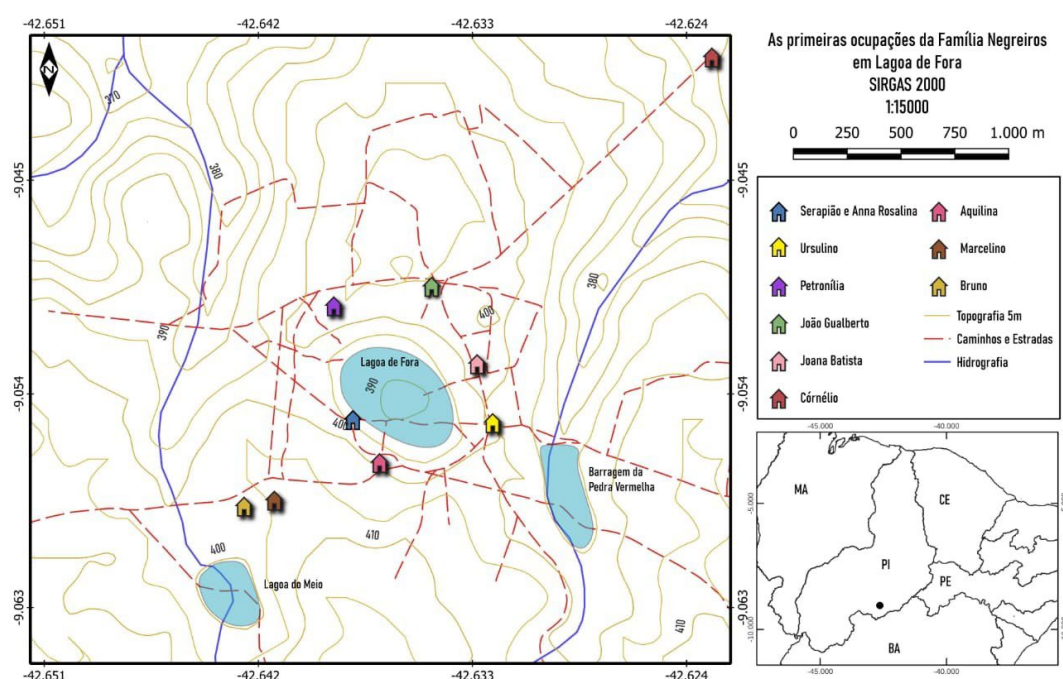 -42.651
-42.642
-42.633
-42.624
As primeiras ocupações da Família Negreiros
em Lagoa de Fora
SIRGAS 2000
1:15000
0 250 500 750 1.000 m
Z
370
380
-9.045
-9.045
Serapião e Anna Rosalina
Aquilina
Ursulino
Marcelino
Petronília
Bruno
João Gualberto
Topografia 5m
Joana Batista
Caminhos e Estradas
Córnélio
Hidrografia
380
400
390
Lagoa de Fora
390
-9.054
-9.054
400
Barragem da
Pedra Vermelha
410
400
Lagoa do Meio
-9.063
-9.063
410
-42.651
-42.642
-42.633
-42.624
-45.000
-40.000
MA
CE
-5.000
PI
PE
-10.000
-10.000
BA
-45.000
-40.000